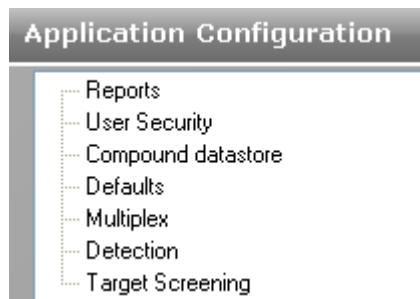 Application Configuration
Reports
User Security
Compound datastore
Defaults
Multiplex
Detection
Target Screening